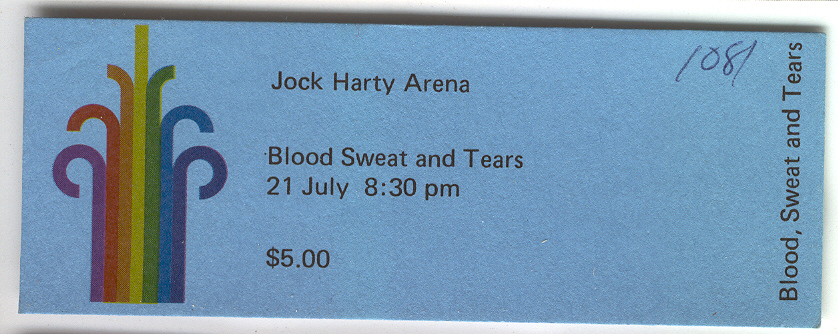 Jock Harty Arena
1081
Blood Sweat and Tears
21 July 8:30 pm
$5.00
Blood, Sweat and Tears